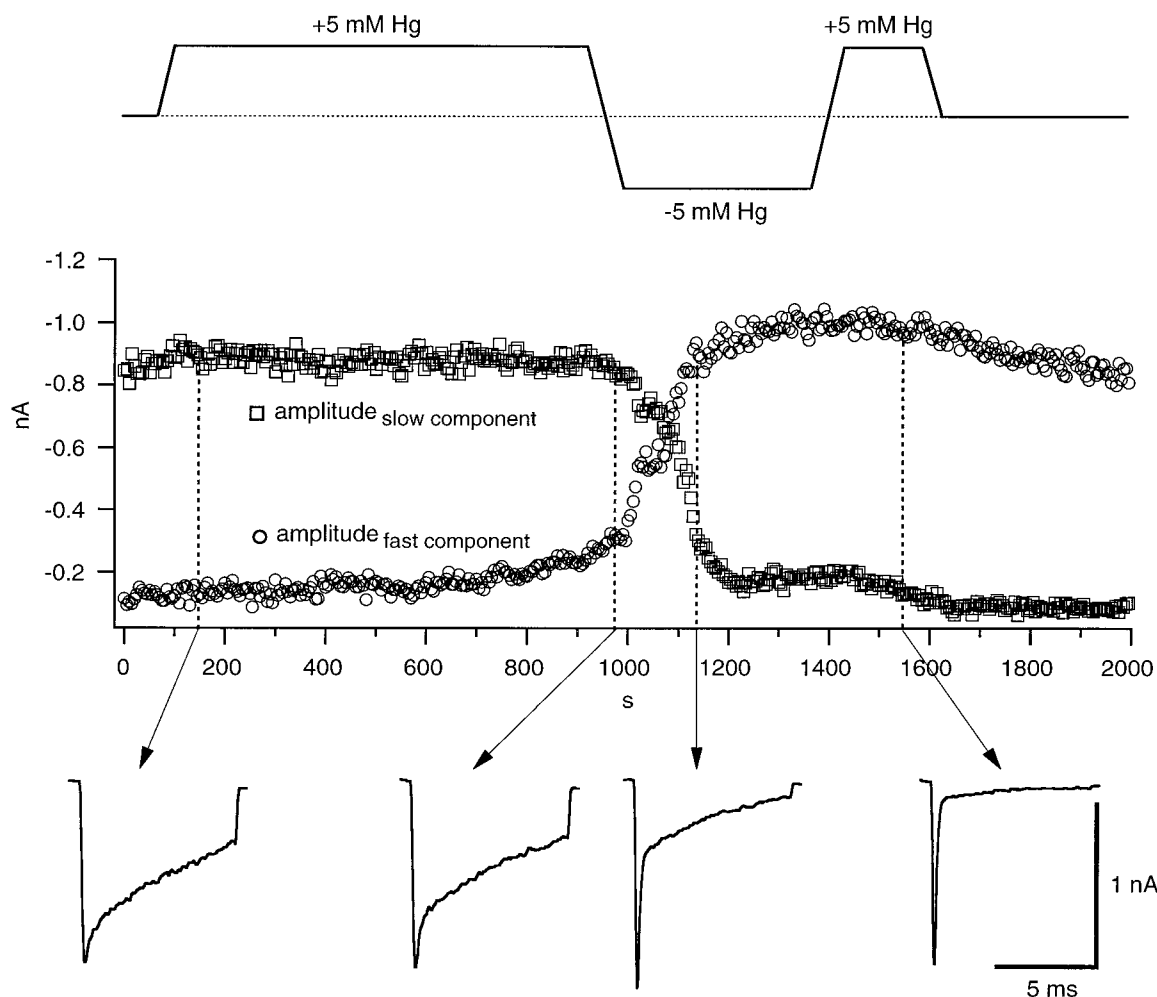 +5 mM Hg
+5 mM Hg
-5 mM Hg
-1.2
-1.0
-0.8
-0.6
-0.4
-0.2
nA
amplitude slow component
amplitude fast component
0 200 400 600 800 1000 1200 1400 1600 1800 2000
s
1 nA
5 ms